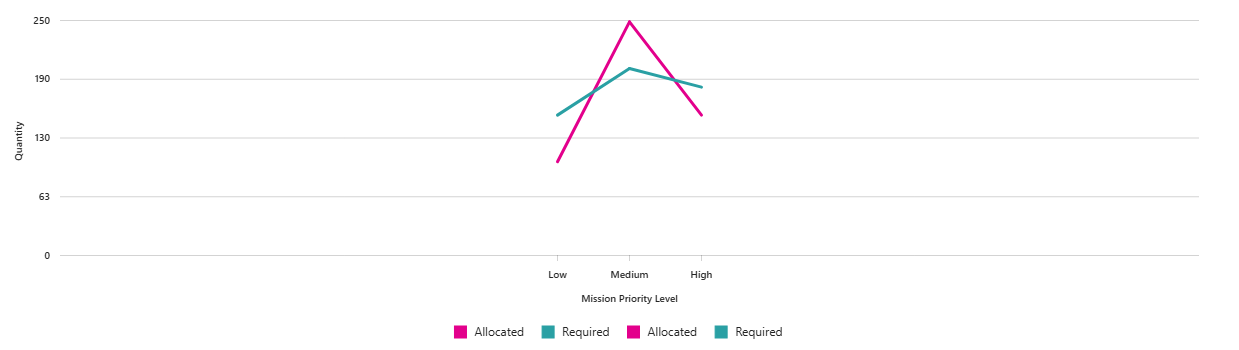 250
190
130
63
0
Quantity
Low Medium High
Mission Priority Level
Allocated Required Allocated Required